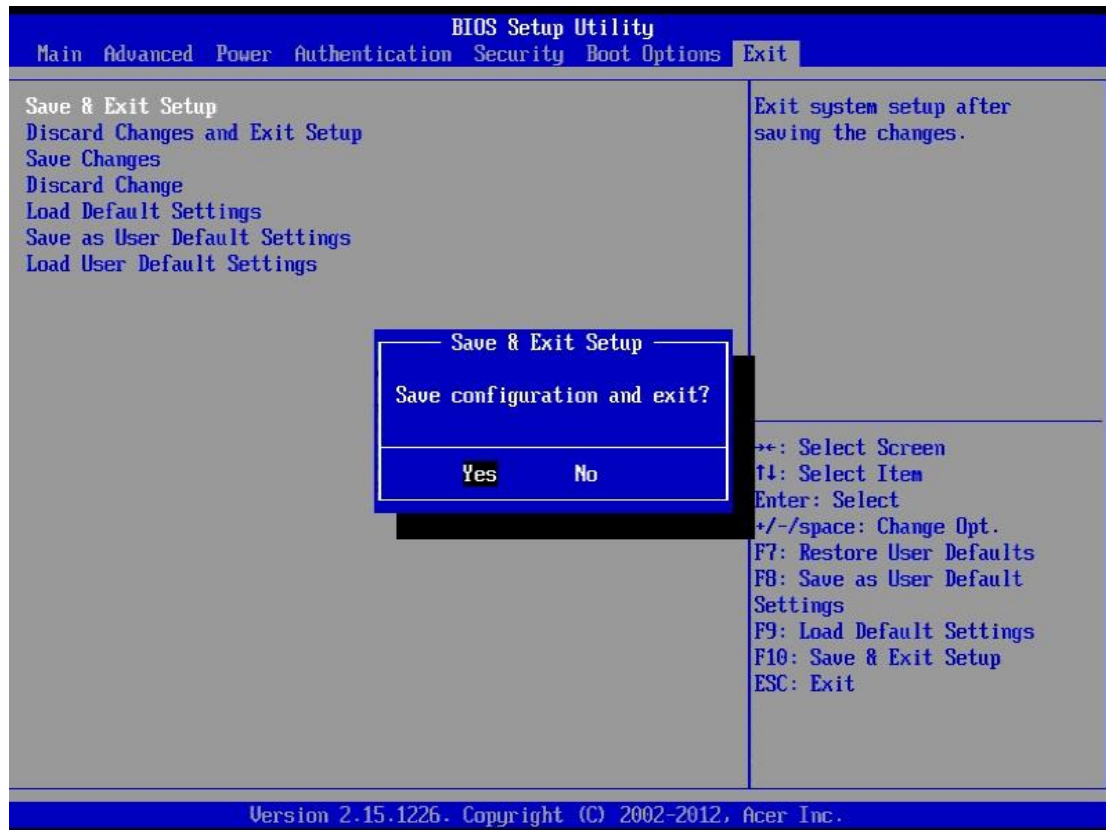 BIOS Setup Utility
Main Advanced Power Authentication Security Boot Options Exit
Save & Exit Setup
Discard Changes and Exit Setup
Save Changes
Discard Change
Load Default Settings
Save as User Default Settings
Load User Default Settings
Exit system setup after
saving the changes.
Save & Exit Setup
Save configuration and exit?
Yes No
→←: Select Screen
↑↓: Select Item
Enter: Select
+/-/space: Change Opt.
F7: Restore User Defaults
F8: Save as User Default
Settings
F9: Load Default Settings
F10: Save & Exit Setup
ESC: Exit
Version 2.15.1226. Copyright (C) 2002-2012, Acer Inc.